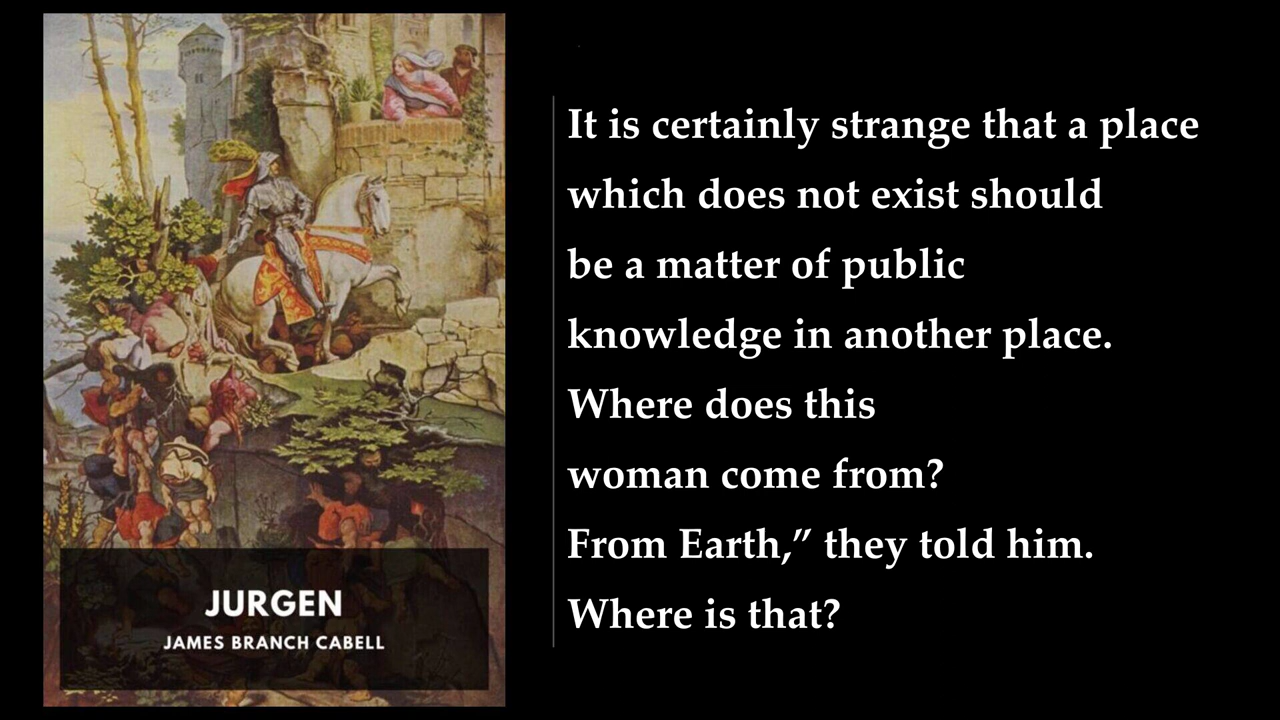 JURGEN
JAMES BRANCH CABELL
It is certainly strange that a place
which does not exist should
be a matter of public
knowledge in another place.
Where does this
woman come from?
From Earth,” they told him.
Where is that?